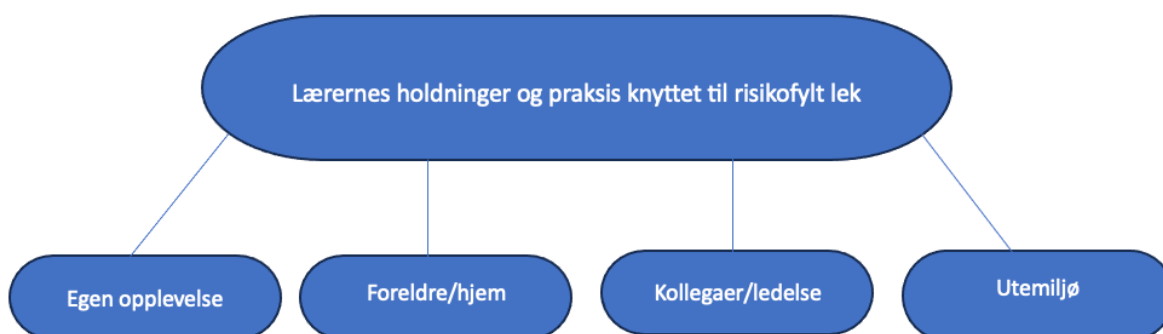 Lærernes holdninger og praksis knyttet til risikofylt lek
Egen opplevelse
Foreldre/hjem
Kollegaer/ledelse
Utemiljø